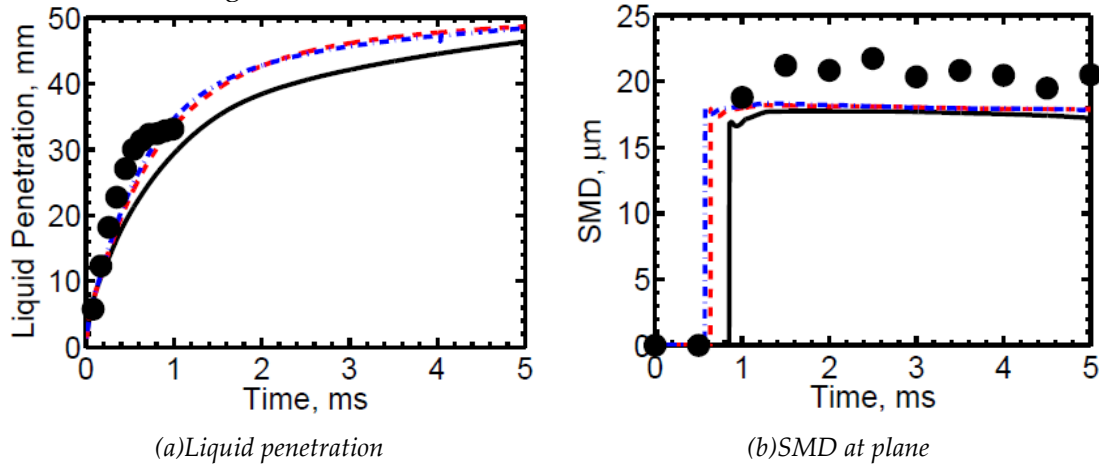 50
40
30
20
10
0
Liquid Penetration, mm
0 1 2 3 4 5
Time, ms
(a)Liquid penetration
25
20
15
10
5
0
SMD, μm
0 1 2 3 4 5
Time, ms
(b)SMD at plane